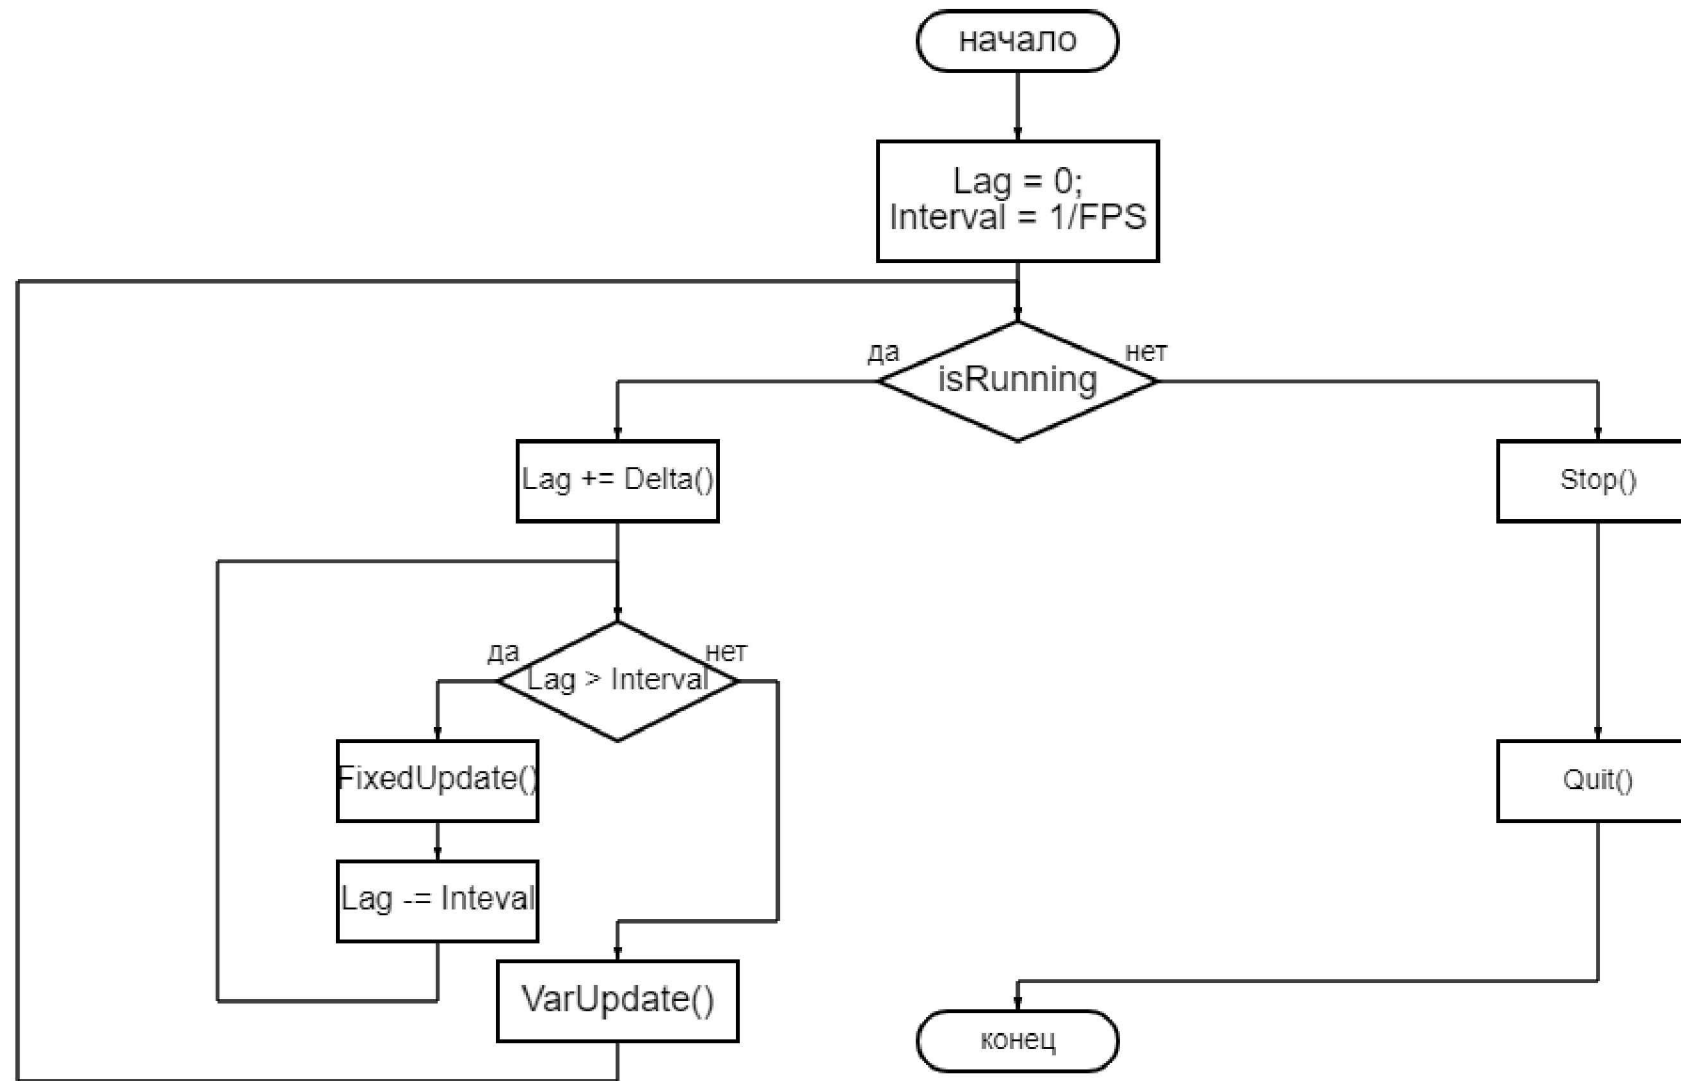 начало
Lag = 0;
Interval = 1/FPS
да
нет
isRunning
Lag += Delta()
Stop()
да
нет
Lag > Interval
FixedUpdate()
Quit()
Lag -= Inteval
VarUpdate()
конец